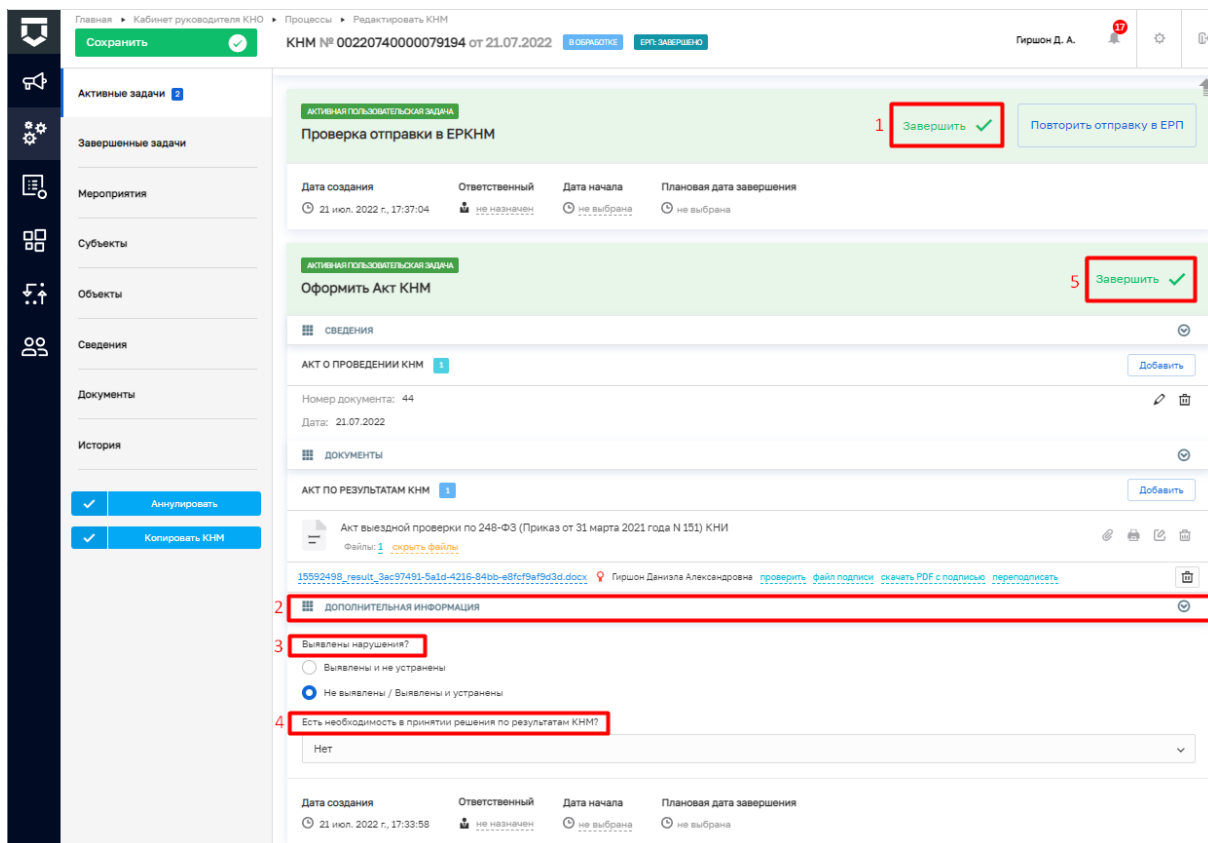 Главная ▸ Кабинет руководителя КНО ▸ Процессы ▸ Редактировать КНМ
Сохранить
КНМ № 00220740000079194 от 21.07.2022 В ОБРАБОТКЕ ЕРП: ЗАВЕРШЕНО
Гиршон Д. А.
17
Активные задачи 2
Завершенные задачи
Мероприятия
Субъекты
Объекты
Сведения
Документы
История
Аннулировать
Копировать КНМ
АКТИВНАЯ ПОЛЬЗОВАТЕЛЬСКАЯ ЗАДАЧА
Проверка отправки в ЕРКНМ
1 Завершить
Повторить отправку в ЕРП
Дата создания Ответственный Дата начала Плановая дата завершения
21 июл. 2022 г., 17:37:04 не назначен не выбрана не выбрана
АКТИВНАЯ ПОЛЬЗОВАТЕЛЬСКАЯ ЗАДАЧА
Оформить Акт КНМ
5 Завершить
СВЕДЕНИЯ
АКТ О ПРОВЕДЕНИИ КНМ 1 Добавить
Номер документа: 44
Дата: 21.07.2022
ДОКУМЕНТЫ
АКТ ПО РЕЗУЛЬТАТАМ КНМ 1 Добавить
Акт выездной проверки по 248-ФЗ (Приказ от 31 марта 2021 года N 151) КНИ
Файлы: 1 скрыть файлы
15592498_result_3ac97491-5a1d-4216-84bb-e8fcf9af9d3d.docx Гиршон Даниэла Александровна проверить файл подписи скачать PDF с подписью переподписать
2 ДОПОЛНИТЕЛЬНАЯ ИНФОРМАЦИЯ
3 Выявлены нарушения?
Выявлены и не устранены
Не выявлены / Выявлены и устранены
4 Есть необходимость в принятии решения по результатам КНМ?
Нет
Дата создания Ответственный Дата начала Плановая дата завершения
21 июл. 2022 г., 17:33:58 не назначен не выбрана не выбрана